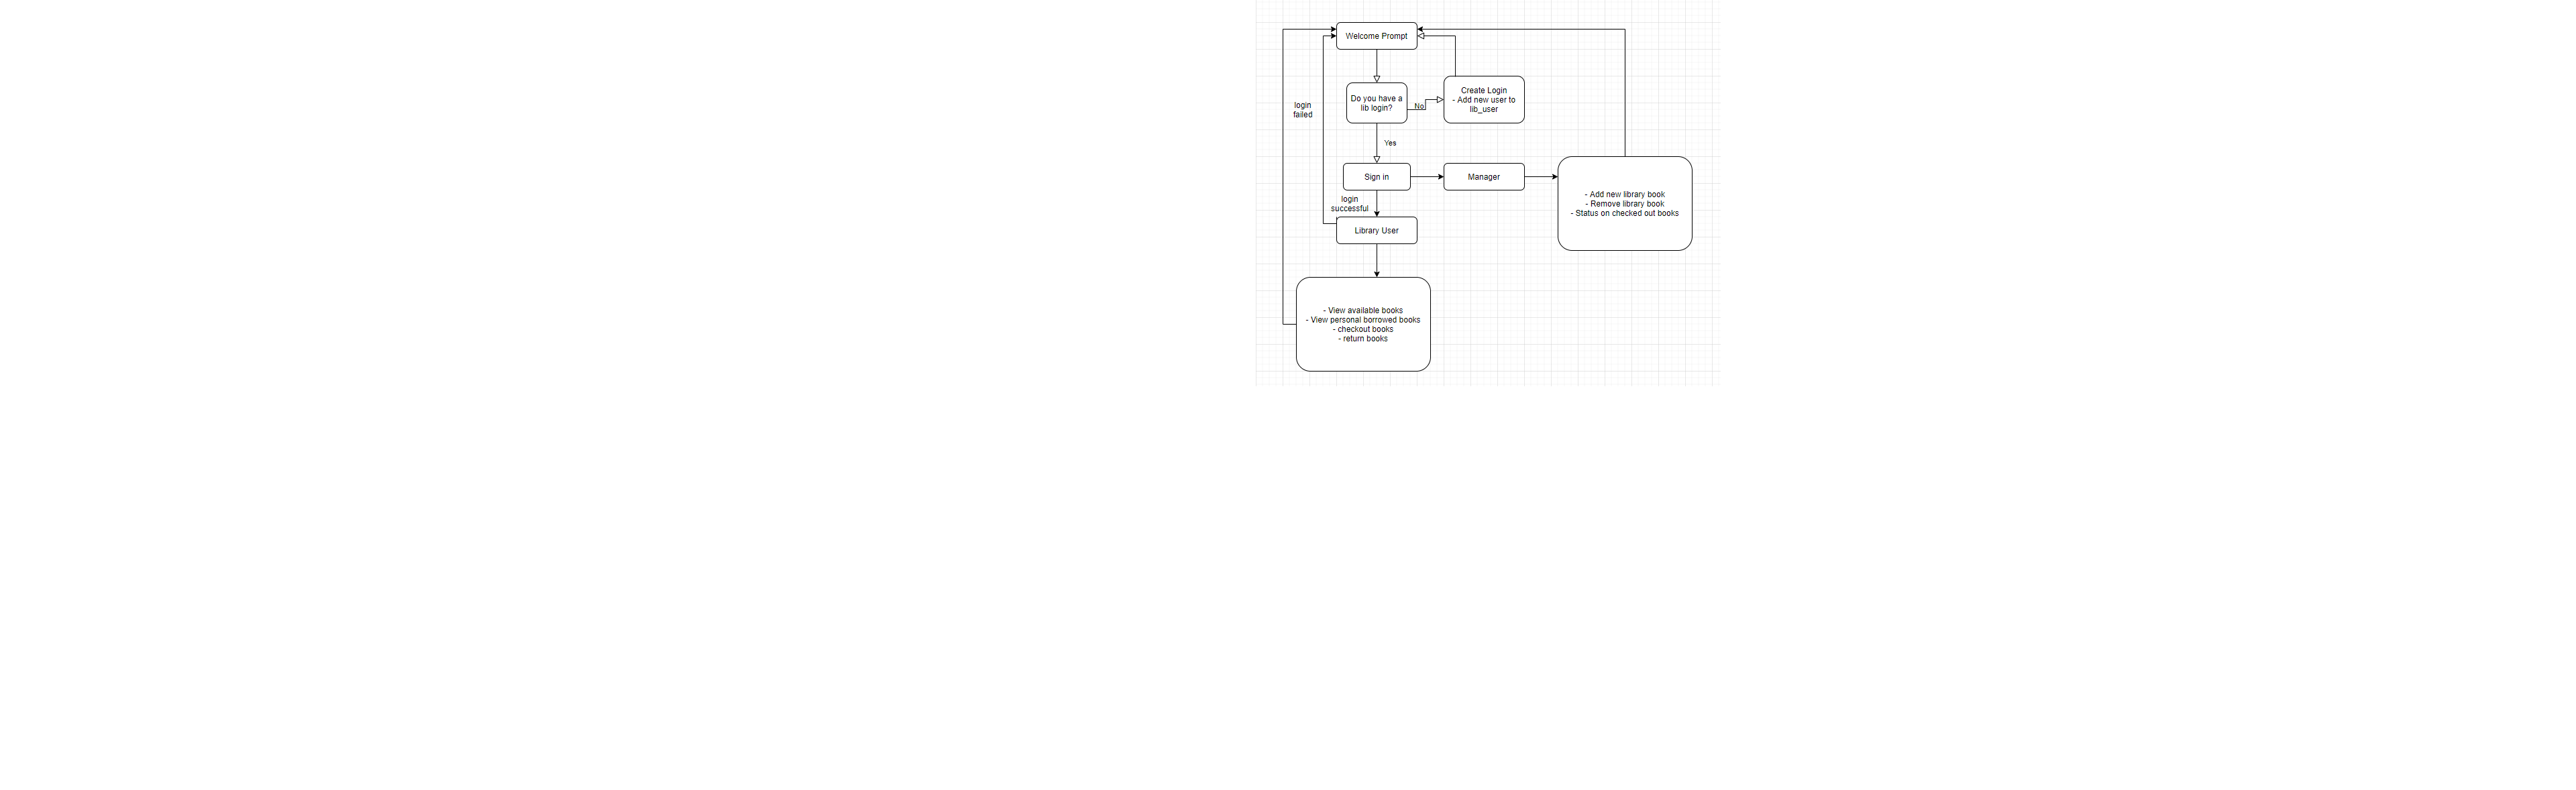 Welcome Prompt
Do you have a
lib login?
No
Create Login
- Add new user to
lib_user
login
failed
Yes
Sign in
Manager
- Add new library book
- Remove library book
- Status on checked out books
login
successful
Library User
- View available books
- View personal borrowed books
- checkout books
- return books